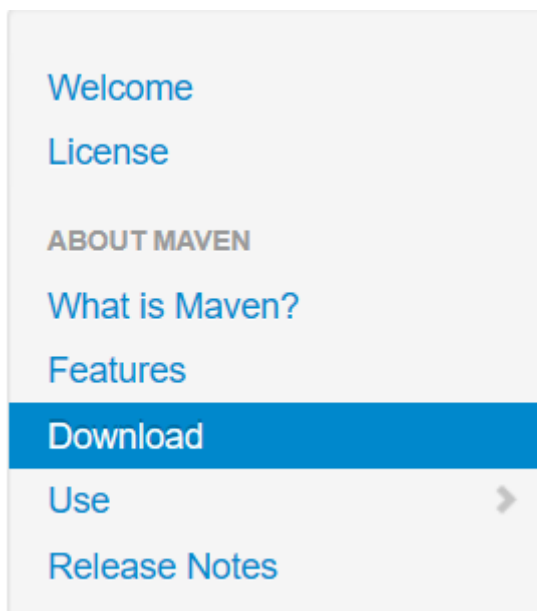 Welcome
License
ABOUT MAVEN
What is Maven?
Features
Download
Use
Release Notes